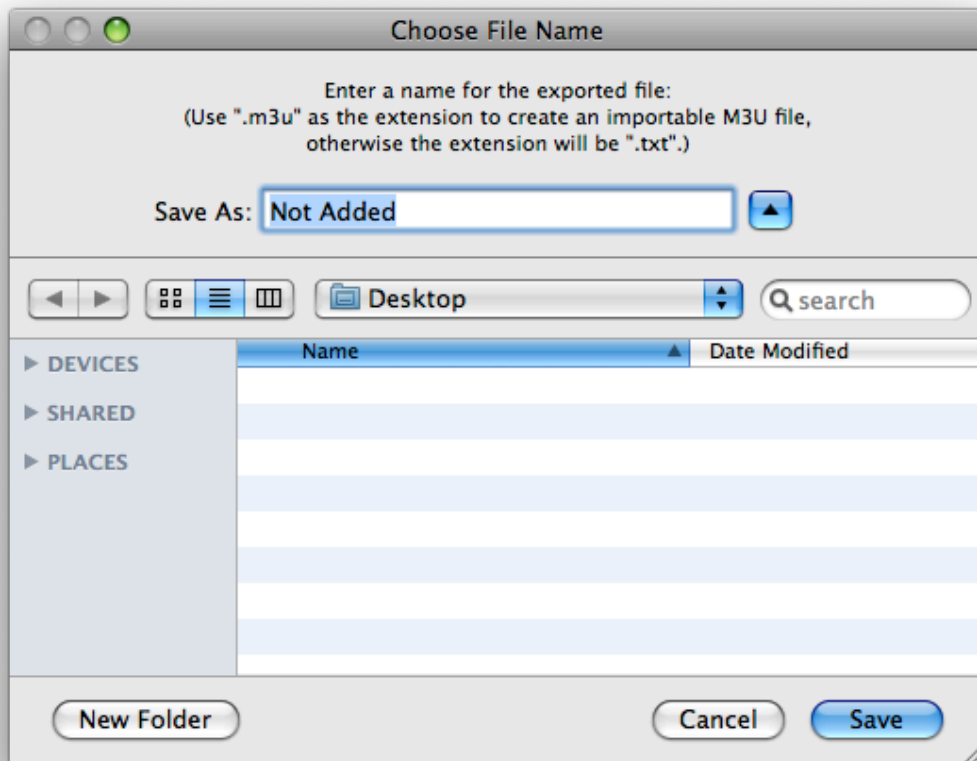 Choose File Name
Enter a name for the exported file:
(Use ".m3u" as the extension to create an importable M3U file,
otherwise the extension will be ".txt".)
Save As: Not Added
Desktop
search
Name Date Modified
DEVICES
SHARED
PLACES
New Folder Cancel Save